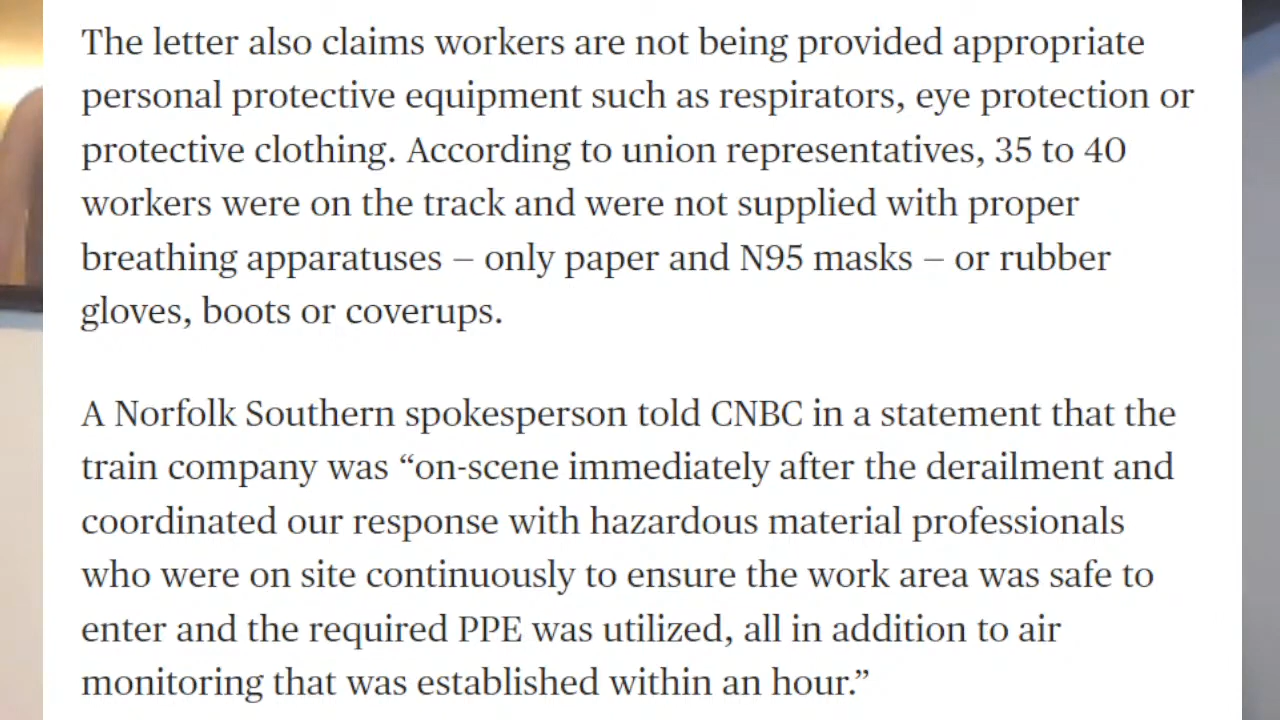 The letter also claims workers are not being provided appropriate
personal protective equipment such as respirators, eye protection or
protective clothing. According to union representatives, 35 to 40
workers were on the track and were not supplied with proper
breathing apparatuses – only paper and N95 masks – or rubber
gloves, boots or coverups.
A Norfolk Southern spokesperson told CNBC in a statement that the
train company was “on-scene immediately after the derailment and
coordinated our response with hazardous material professionals
who were on site continuously to ensure the work area was safe to
enter and the required PPE was utilized, all in addition to air
monitoring that was established within an hour.”